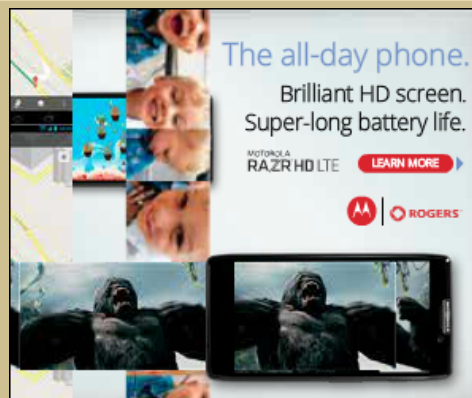 The all-day phone.
Brilliant HD screen.
Super-long battery life.
MOTOROLA
RAZR HD LTE
LEARN MORE
ROGERS